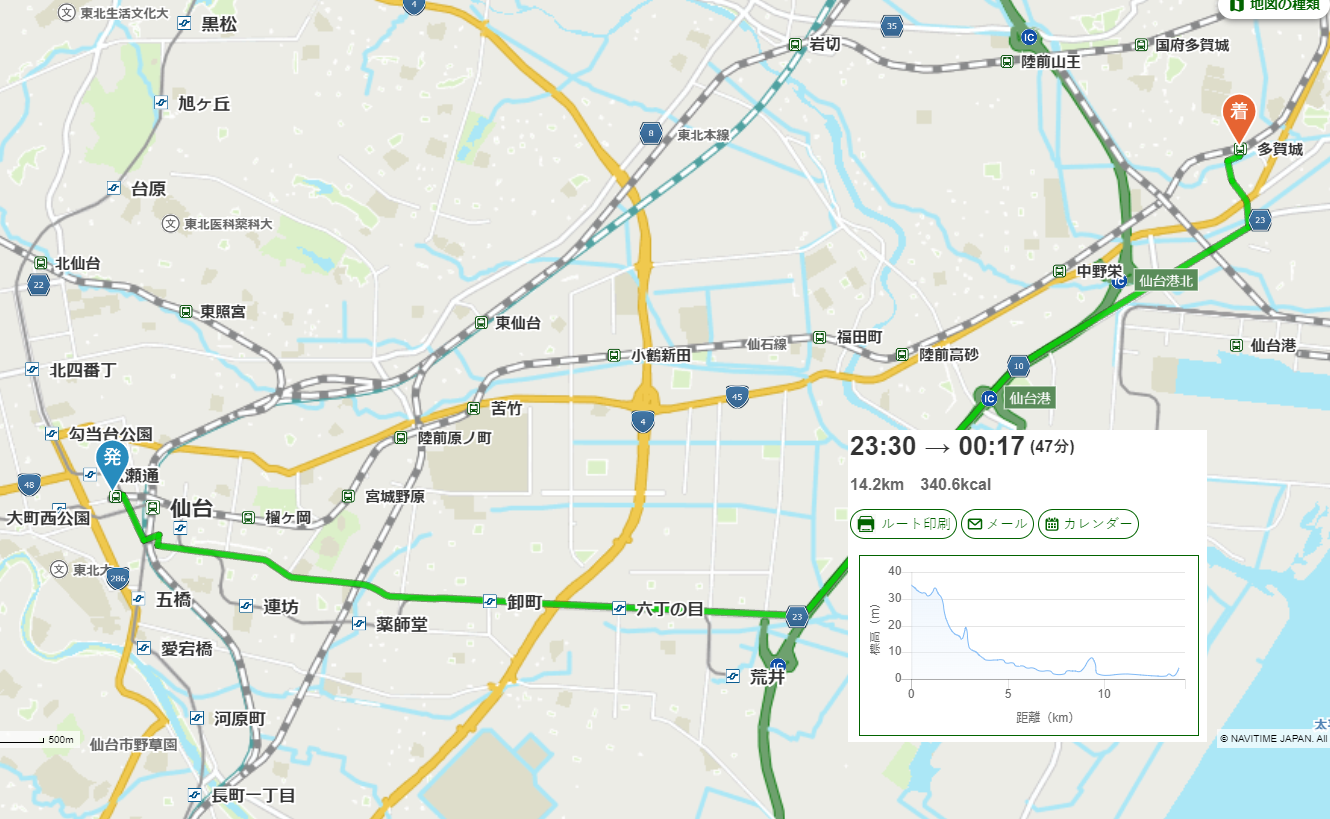 東北生活文化大
黒松
4
35
地図の種類
岩切
国府多賀城
IC
陸前山王
旭ヶ丘
着
8
東北本線
多賀城
台原
東北医科薬科大
文
23
北仙台
22
中野栄
IC
仙台港北
東照宮
東仙台
仙石線
福田町
小鶴新田
陸前高砂
仙台港
北四番丁
10
45
IC
仙台港
苦竹
4
勾当台公園
陸前原ノ町
発
瀬通
48
宮城野原
仙台
大町西公園
榴ヶ岡
23:30 → 00:17 (47分)
14.2km 340.6kcal
ルート印刷
メール
カレンダー
文
東北大
286
五橋
連坊
卸町
六丁の目
23
薬師堂
愛宕橋
IC
荒井
40
30
20
10
0
標高（m）
0
5
10
距離（km）
河原町
500m
仙台市野草園
長町一丁目
© NAVITIME JAPAN. All